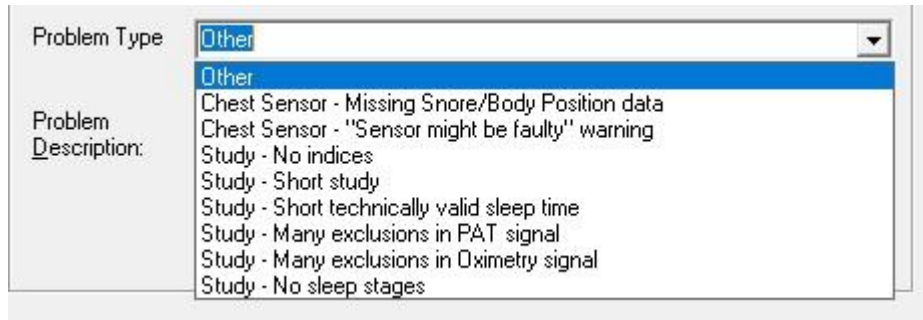 Problem Type
Other
Other
Chest Sensor - Missing Snore/Body Position data
Chest Sensor - "Sensor might be faulty" warning
Study - No indices
Study - Short study
Study - Short technically valid sleep time
Study - Many exclusions in PAT signal
Study - Many exclusions in Oximetry signal
Study - No sleep stages
Problem
Description: